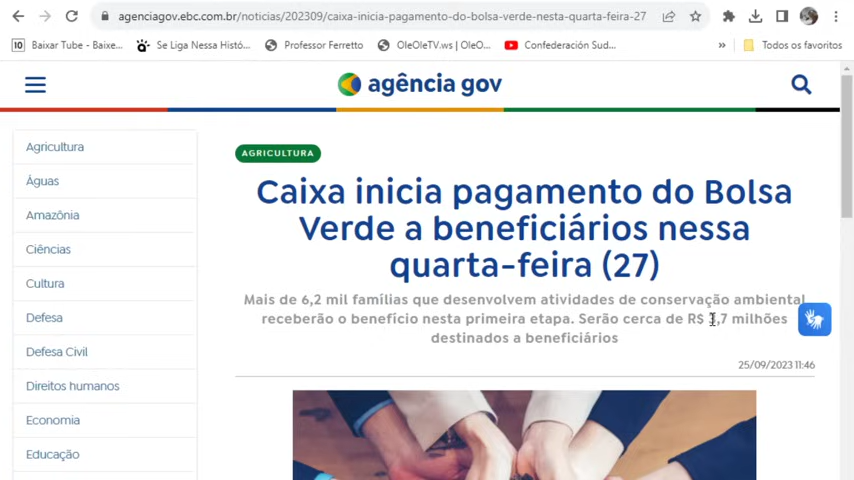 agenciagov.ebc.com.br/noticias/202309/caixa-inicia-pagamento-do-bolsa-verde-nesta-quarta-feira-27
10 Baixar Tube - Baixe... Se Liga Nessa Histó... Professor Ferretto OleOleTV.ws | OleO... Confederación Sud... » Todos os favoritos
agência gov
Agricultura
Águas
Amazônia
Ciências
Cultura
Defesa
Defesa Civil
Direitos humanos
Economia
Educação
AGRICULTURA
Caixa inicia pagamento do Bolsa
Verde a beneficiários nessa
quarta-feira (27)
Mais de 6,2 mil famílias que desenvolvem atividades de conservação ambiental
receberão o benefício nesta primeira etapa. Serão cerca de R$ milhões
destinados a beneficiários
25/09/2023 11:46